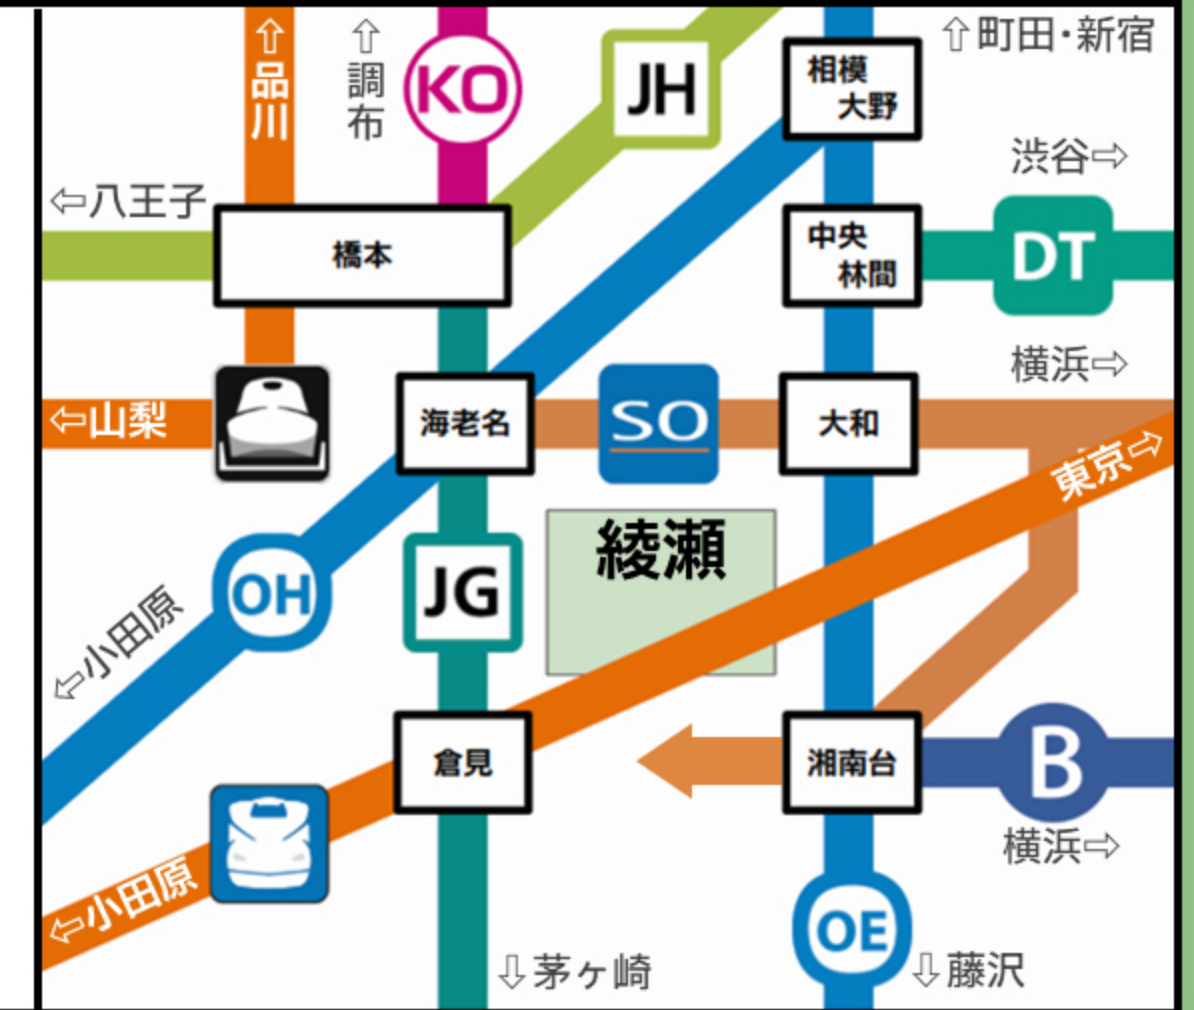 ⇧品川
⇧調布
KO
JH
相模
大野
⇧町田・新宿
渋谷⇨
⇦八王子
橋本
中央
林間
DT
横浜⇨
⇦山梨
海老名
SO
大和
東京⇨
綾瀬
OH
JG
⇦小田原
倉見
湘南台
B
横浜⇨
⇦小田原
OE
⇩茅ヶ崎
⇩藤沢